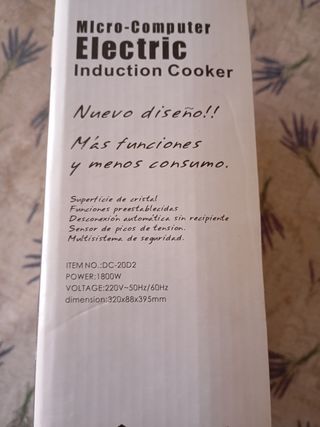 MIcro-Computer
Electric
Induction Cooker
Nuevo diseño!!
Más funciones
y menos consumo.
Superficie de cristal
Funciones preestablecidas
Desconexión automática sin recipiente
Sensor de picos de tension.
Multisistema de seguridad.
ITEM NO.:DC-20D2
POWER:1800W
VOLTAGE:220V~50Hz/60Hz
dimension:320x88x395mm